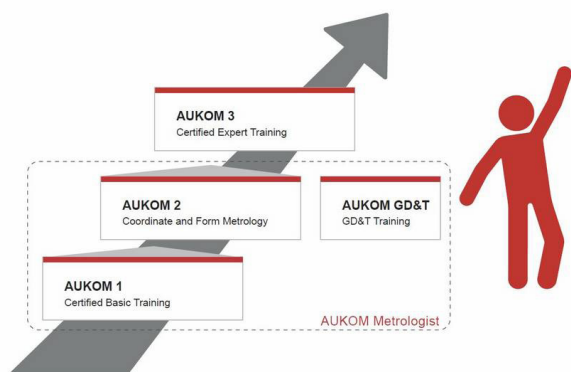 AUKOM 3
Certified Expert Training
AUKOM 2
Coordinate and Form Metrology
AUKOM GD&T
GD&T Training
AUKOM 1
Certified Basic Training
AUKOM Metrologist